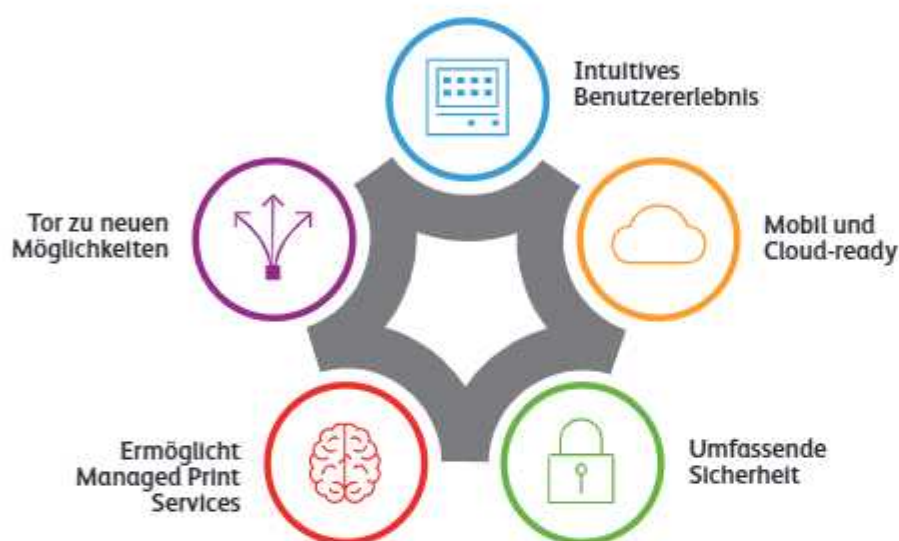 Intuitives
Benutzererlebnis
Tor zu neuen
Möglichkeiten
Mobil und
Cloud-ready
Ermöglicht
Managed Print
Services
Umfassende
Sicherheit